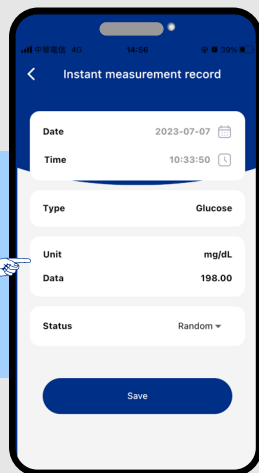 中華電信 4G 14:56 39%
Instant measurement record
Date 2023-07-07
Time 10:33:50
Type Glucose
Unit mg/dL
Data 198.00
Status Random
Save